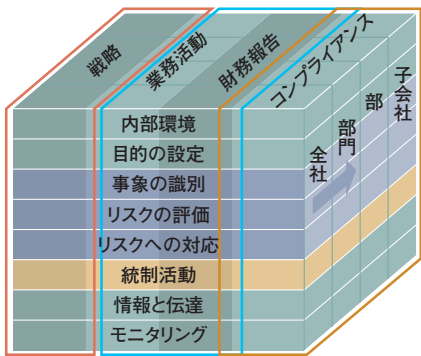 戦略
業務活動
財務報告
コンプライアンス
内部環境
目的の設定
事象の識別
リスクの評価
リスクへの対応
統制活動
情報と伝達
モニタリング
全社
部門
部
子会社